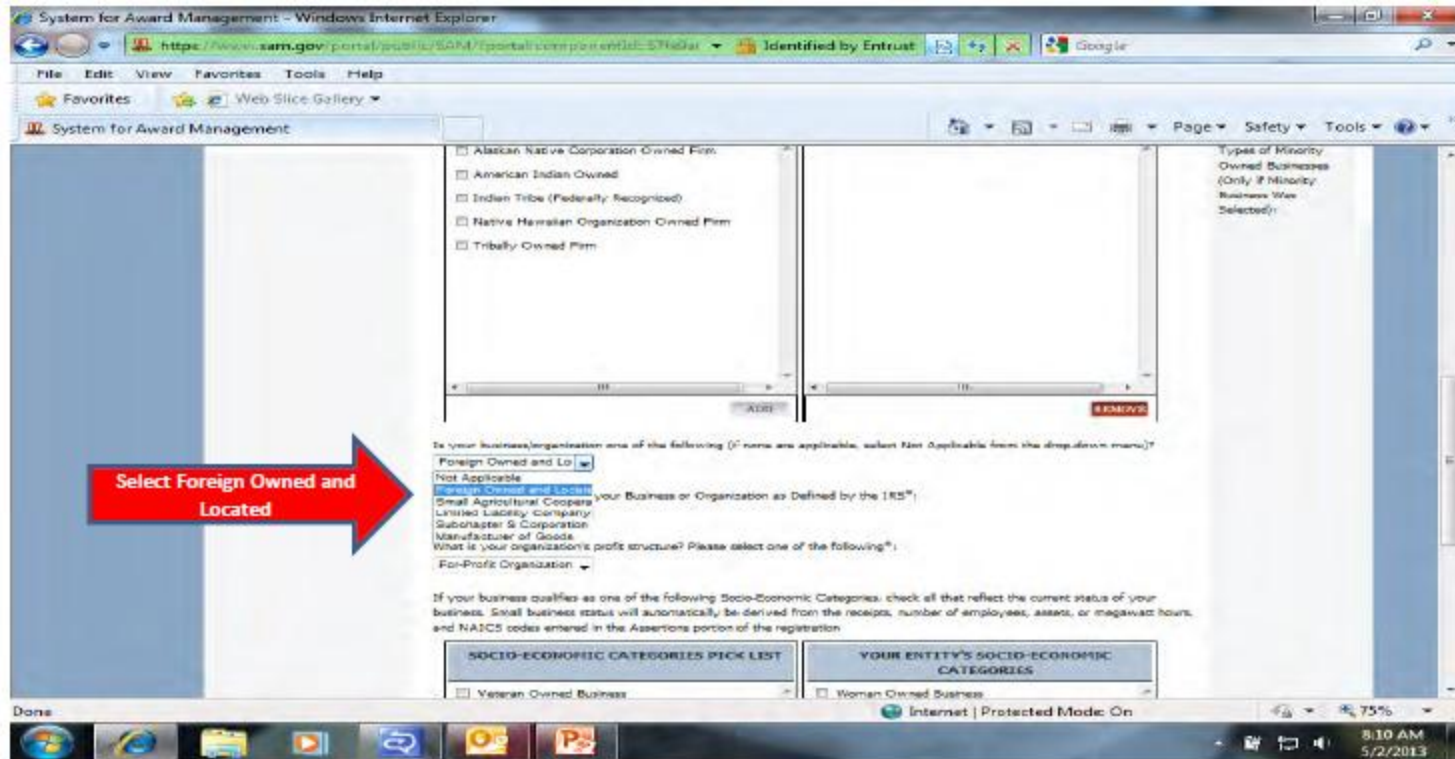 System for Award Management - Windows Internet Explorer
Identified by Entrust
Google
File Edit View Favorites Tools Help
Favorites Web Slice Gallery
System for Award Management
Page Safety Tools
Alaskan Native Corporation Owned Firm
American Indian Owned
Indian Tribe (Federally Recognized)
Native Hawaiian Organization Owned Firm
Tribally Owned Firm
Types of Minority
Owned Businesses
(Only if Minority
Business Was
Selected):
ADD
REMOVE
Is your business/organization one of the following (if none are applicable, select Not Applicable from the drop-down menu)?
Foreign Owned and Lo
Not Applicable
Foreign Owned and Locate
Small Agricultural Coopera
your Business or Organization as Defined by the IRS*:
Limited Liability Company
Subchapter S Corporation
Manufacturer of Goods
What is your organization's profit structure? Please select one of the following*:
For-Profit Organization
Select Foreign Owned and
Located
If your business qualifies as one of the following Socio-Economic Categories, check all that reflect the current status of your
business. Small business status will automatically be derived from the receipts, number of employees, assets, or megawatt hours,
and NAICS codes entered in the Assertions portion of the registration
SOCIO-ECONOMIC CATEGORIES PICK LIST
YOUR ENTITY'S SOCIO-ECONOMIC
CATEGORIES
Veteran Owned Business
Woman Owned Business
Done
Internet | Protected Mode: On
75%
8:10 AM
5/2/2013